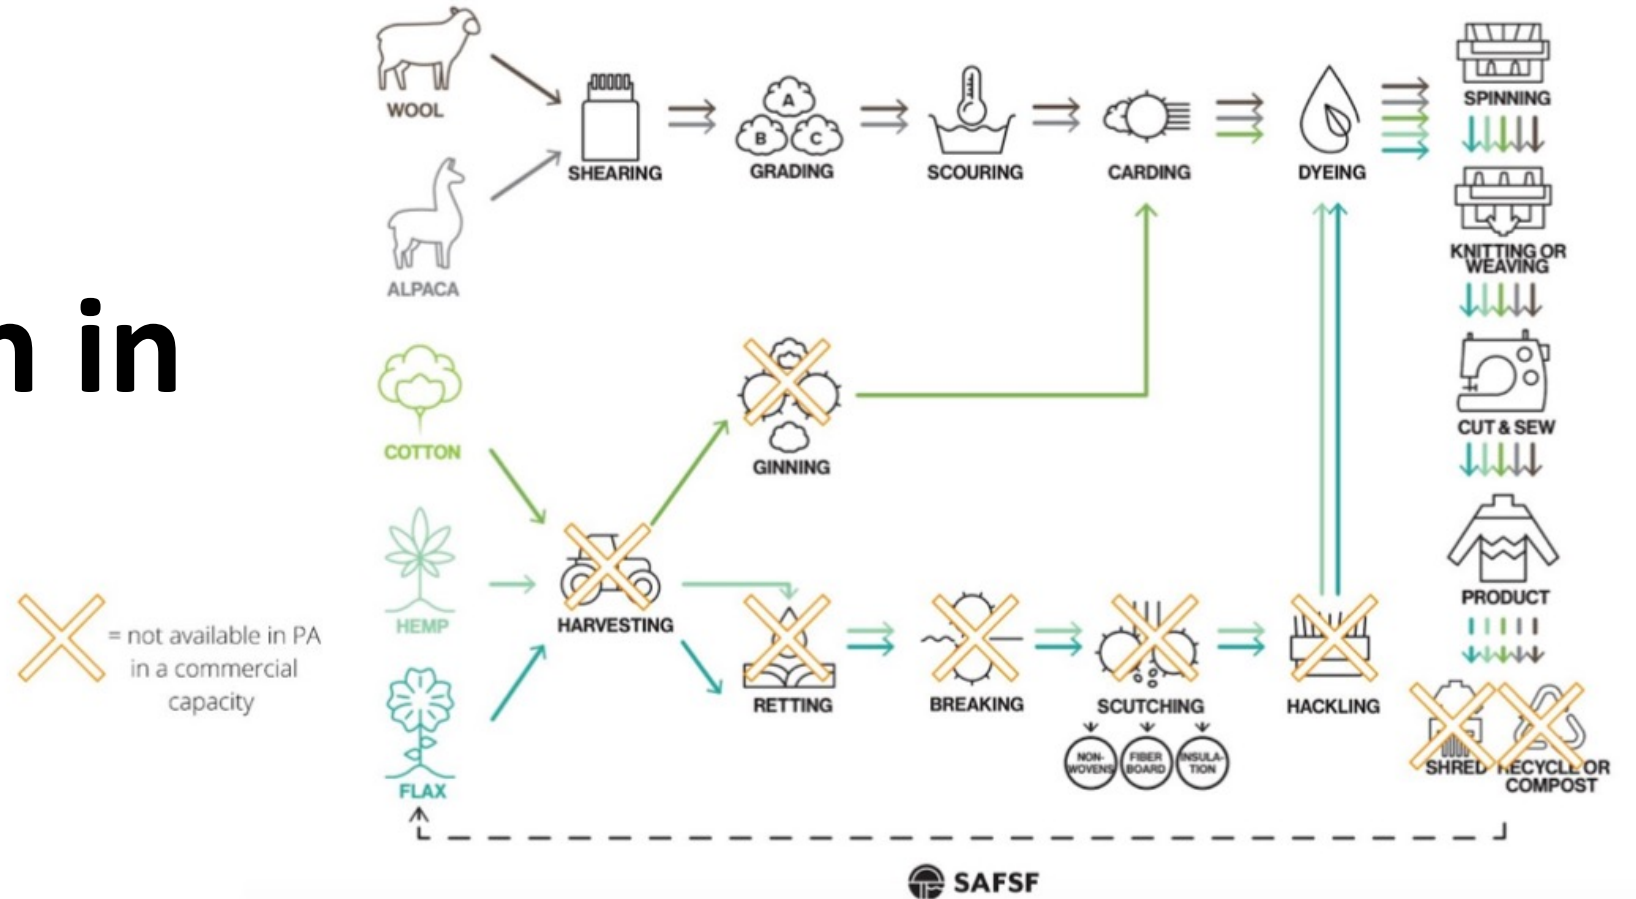 n in
WOOL
ALPACA
COTTON
HEMP
FLAX
SHEARING
GRADING
A
B
C
SCOURING
CARDING
DYEING
SPINNING
KNITTING OR
WEAVING
CUT & SEW
PRODUCT
SHRED
RECYCLE OR
COMPOST
GINNING
HARVESTING
RETTING
BREAKING
SCUTCHING
HACKLING
NON-
WOVENS
FIBER
BOARD
INSULA-
TION
= not available in PA
in a commercial
capacity
SAFSF